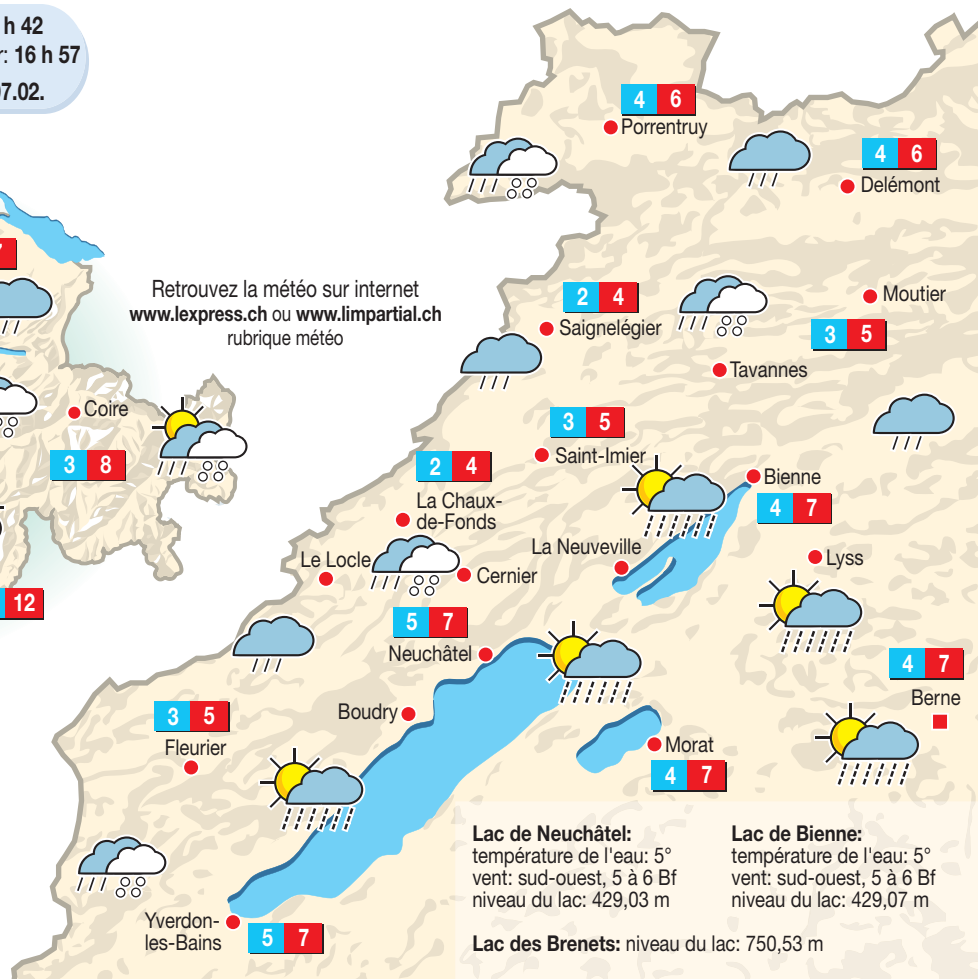 h 42
16 h 57
07.02.
4 6
Porrentruy
4 6
Delémont
Retrouvez la météo sur internet
www.lexpress.ch ou www.limpartial.ch
rubrique météo
2 4
Saignelégier
Moutier
3 5
Tavannes
Coire
3 8
3 5
Saint-Imier
2 4
La Chaux-
de-Fonds
Bienne
4 7
Le Locle
Cernier
La Neuveville
Lyss
12
5 7
Neuchâtel
4 7
Berne
Boudry
3 5
Fleurier
Morat
4 7
Lac de Neuchâtel:
température de l'eau: 5°
vent: sud-ouest, 5 à 6 Bf
niveau du lac: 429,03 m
Lac de Bienne:
température de l'eau: 5°
vent: sud-ouest, 5 à 6 Bf
niveau du lac: 429,07 m
Lac des Brenets: niveau du lac: 750,53 m
Yverdon-
les-Bains
5 7